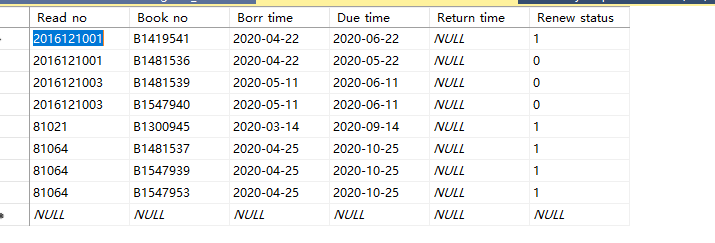 Read no Book no Borr time Due time Return time Renew status
2016121001 B1419541 2020-04-22 2020-06-22 NULL 1
2016121001 B1481536 2020-04-22 2020-05-22 NULL 0
2016121003 B1481539 2020-05-11 2020-06-11 NULL 0
2016121003 B1547940 2020-05-11 2020-06-11 NULL 0
81021 B1300945 2020-03-14 2020-09-14 NULL 1
81064 B1481537 2020-04-25 2020-10-25 NULL 1
81064 B1547939 2020-04-25 2020-10-25 NULL 1
81064 B1547953 2020-04-25 2020-10-25 NULL 1
NULL NULL NULL NULL NULL NULL